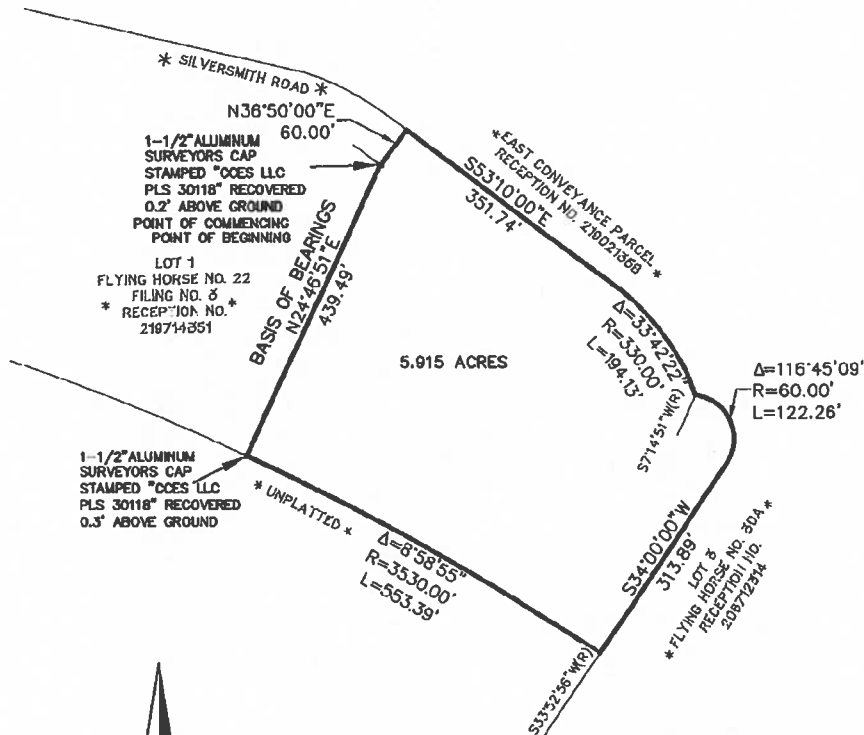 * SILVERSMITH ROAD *
N36°50'00"E
60.00'
1-1/2" ALUMINUM
SURVEYORS CAP
STAMPED "CCES LLC
PLS 30118" RECOVERED
0.2' ABOVE GROUND
POINT OF COMMENCING
POINT OF BEGINNING
LOT 1
FLYING HORSE NO. 22
FILING NO. 3
* RECEPTION NO. *
219714351
BASIS OF BEARINGS
N24°46'51"E
439.49'
*EAST CONVEYANCE PARCEL
RECEPTION NO. 219021368 *
S53°10'00"E
351.74'
5.915 ACRES
Δ=33°42'22"
R=330.00'
L=194.13'
S7°14'51"W(R)
Δ=116°45'09"
R=60.00'
L=122.26'
1-1/2" ALUMINUM
SURVEYORS CAP
STAMPED "CCES LLC
PLS 30118" RECOVERED
0.3' ABOVE GROUND
* UNPLATTED *
Δ=8°58'55"
R=3530.00'
L=553.39'
S34°00'00"W
313.89'
LOT 3
* FLYING HORSE NO. 3DA *
RECEPTION NO.
206712314
S33°52'56"W(R)